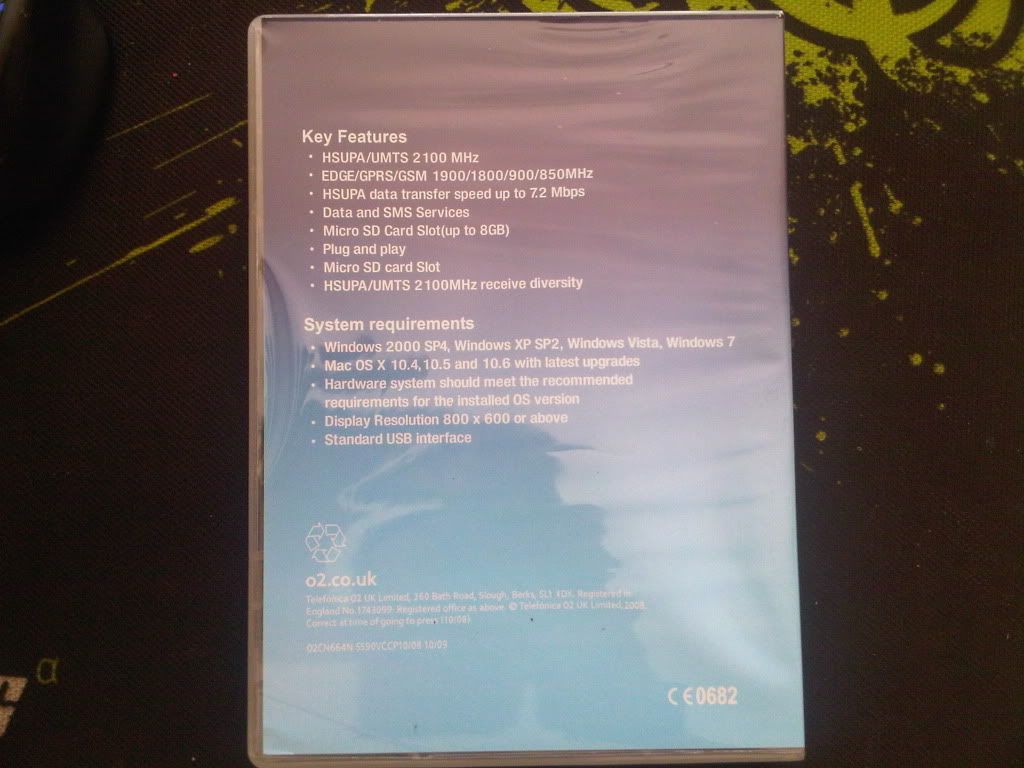 Key Features
• HSUPA/UMTS 2100 MHz
• EDGE/GPRS/GSM 1900/1800/900/850MHz
• HSUPA data transfer speed up to 7.2 Mbps
• Data and SMS Services
• Micro SD Card Slot(up to 8GB)
• Plug and play
• Micro SD card Slot
• HSUPA/UMTS 2100MHz receive diversity
System requirements
• Windows 2000 SP4, Windows XP SP2, Windows Vista, Windows 7
• Mac OS X 10.4,10.5 and 10.6 with latest upgrades
• Hardware system should meet the recommended
requirements for the installed OS version
• Display Resolution 800 x 600 or above
• Standard USB interface
o2.co.uk
Telefónica O2 UK Limited, 260 Bath Road, Slough, Berks, SL1 4DX. Registered in
England No.1743099. Registered office as above. © Telefónica O2 UK Limited, 2008.
Correct at time of going to press (10/08)
O2CN664N 5590VCCP10/08 10/09
CE0682
α